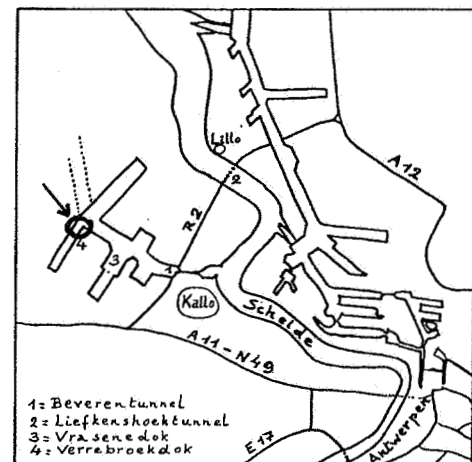 Lillo
2
A12
R2
4
3
1
Kallo
Schelde
A11-N49
1= Beverentunnel
2= Liefkenshoektunnel
3= Vrasenedok
4= Verrebroekdok
E17
Antwerpen